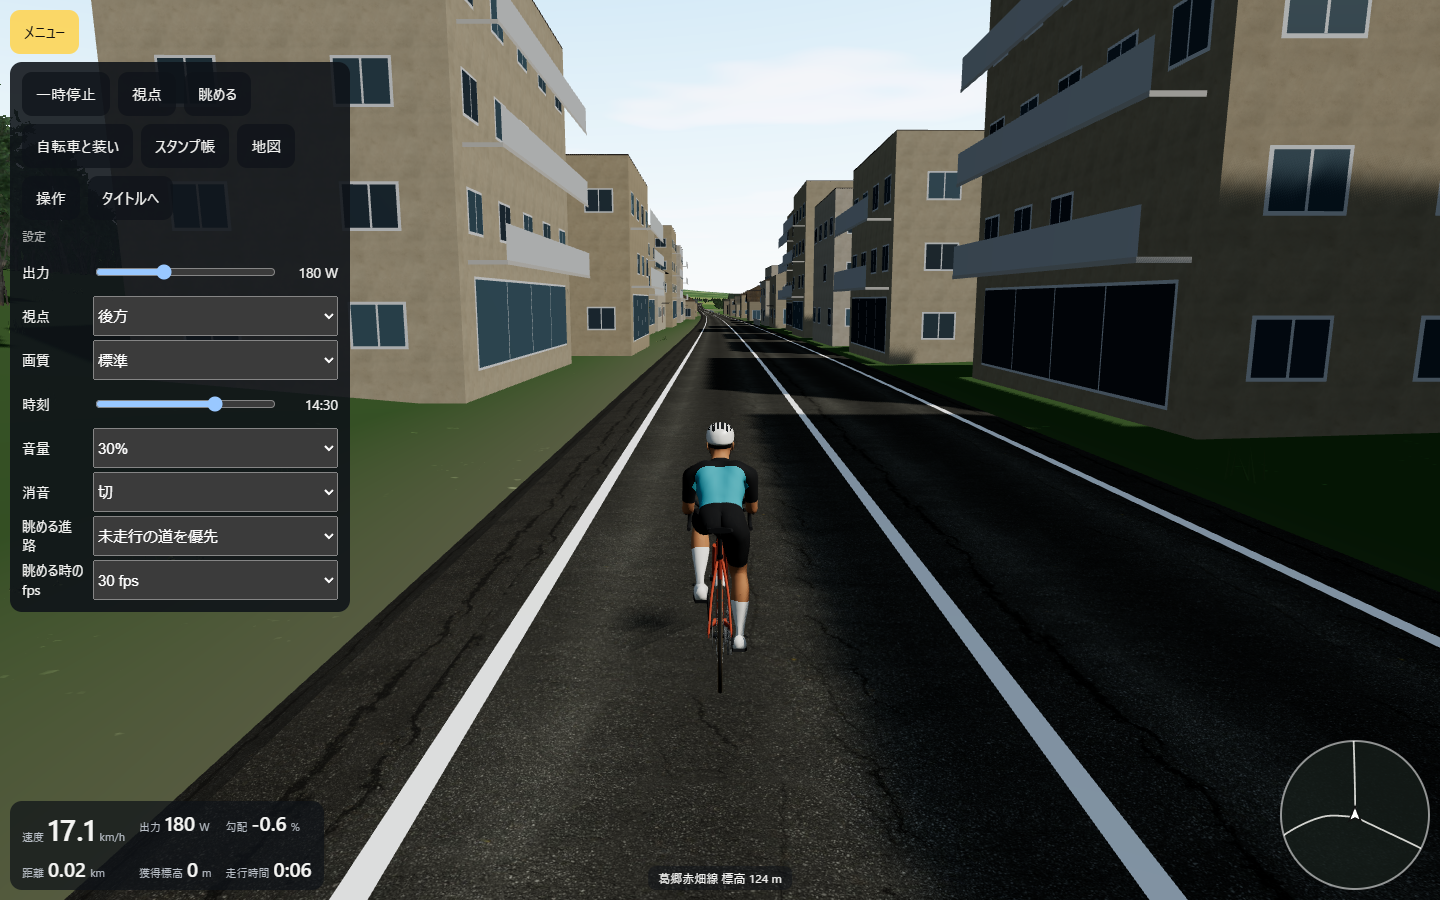 メニュー
一時停止 視点 眺める
自転車と装い スタンプ帳 地図
操作 タイトルへ
設定
出力 180 W
視点 後方
画質 標準
時刻 14:30
音量 30%
消音 切
眺める進
路 未走行の道を優先
眺める時の
fps 30 fps
速度 17.1 km/h 出力 180 W 勾配 -0.6 %
距離 0.02 km 獲得標高 0 m 走行時間 0:06
葛郷赤畑線 標高 124 m